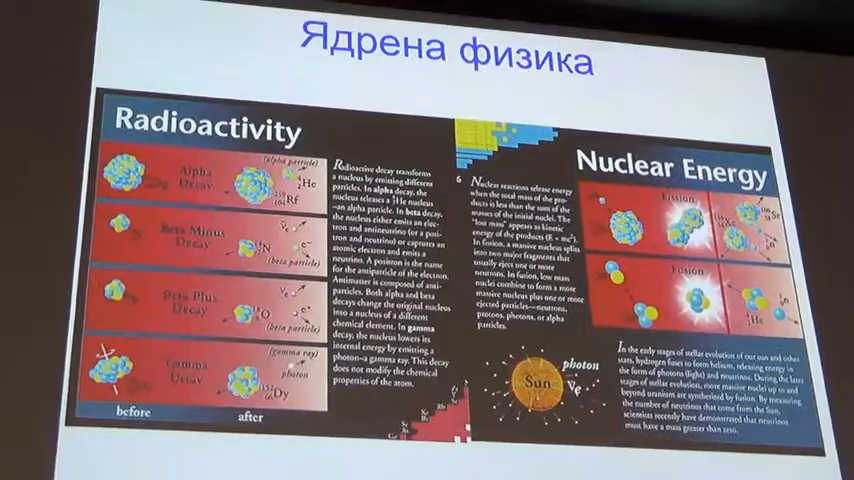 Ядрена физика
Radioactivity
Alpha
Decay
(alpha particle)
4
2
He
259
104
Rf
Beta Minus
Decay
N
e⁻
(beta particle)
Beta Plus
Decay
O
e⁺
(beta particle)
Gamma
Decay
(gamma ray)
photon
Dy
before
after
Radioactive decay transforms
a nucleus by emitting different
particles. In alpha decay, the
nucleus releases a ⁴₂He nucleus
–an alpha particle. In beta decay,
the nucleus either emits an elec-
tron and antineutrino (or a posi-
tron and neutrino) or captures an
atomic electron and emits a
neutrino. A positron is the name
for the antiparticle of the electron.
Antimatter is composed of anti-
particles. Both alpha and beta
decays change the original nucleus
into a nucleus of a different
chemical element. In gamma
decay, the nucleus lowers its
internal energy by emitting a
photon–a gamma ray. This decay
does not modify the chemical
properties of the atom.
6
Nuclear Energy
Nuclear reactions release energy
when the total mass of the pro-
ducts is less than the sum of the
masses of the initial nuclei. The
"lost mass" appears as kinetic
energy of the products (E = mc²).
In fission, a massive nucleus splits
into two major fragments that
usually eject one or more
neutrons. In fusion, low mass
nuclei combine to form a more
massive nucleus plus one or more
ejected particles–neutrons,
protons, photons, or alpha
particles.
Fission
Xe
Sr
Fusion
He
n
Sun
photon
νe
In the early stages of stellar evolution of our sun and other
stars, hydrogen fuses to form helium, releasing energy in
the form of photons (light) and neutrinos. During the later
stages of stellar evolution, more massive nuclei up to and
beyond uranium are synthesized by fusion. By measuring
the number of neutrinos that come from the Sun,
scientists recently have demonstrated that neutrinos
must have a mass greater than zero.